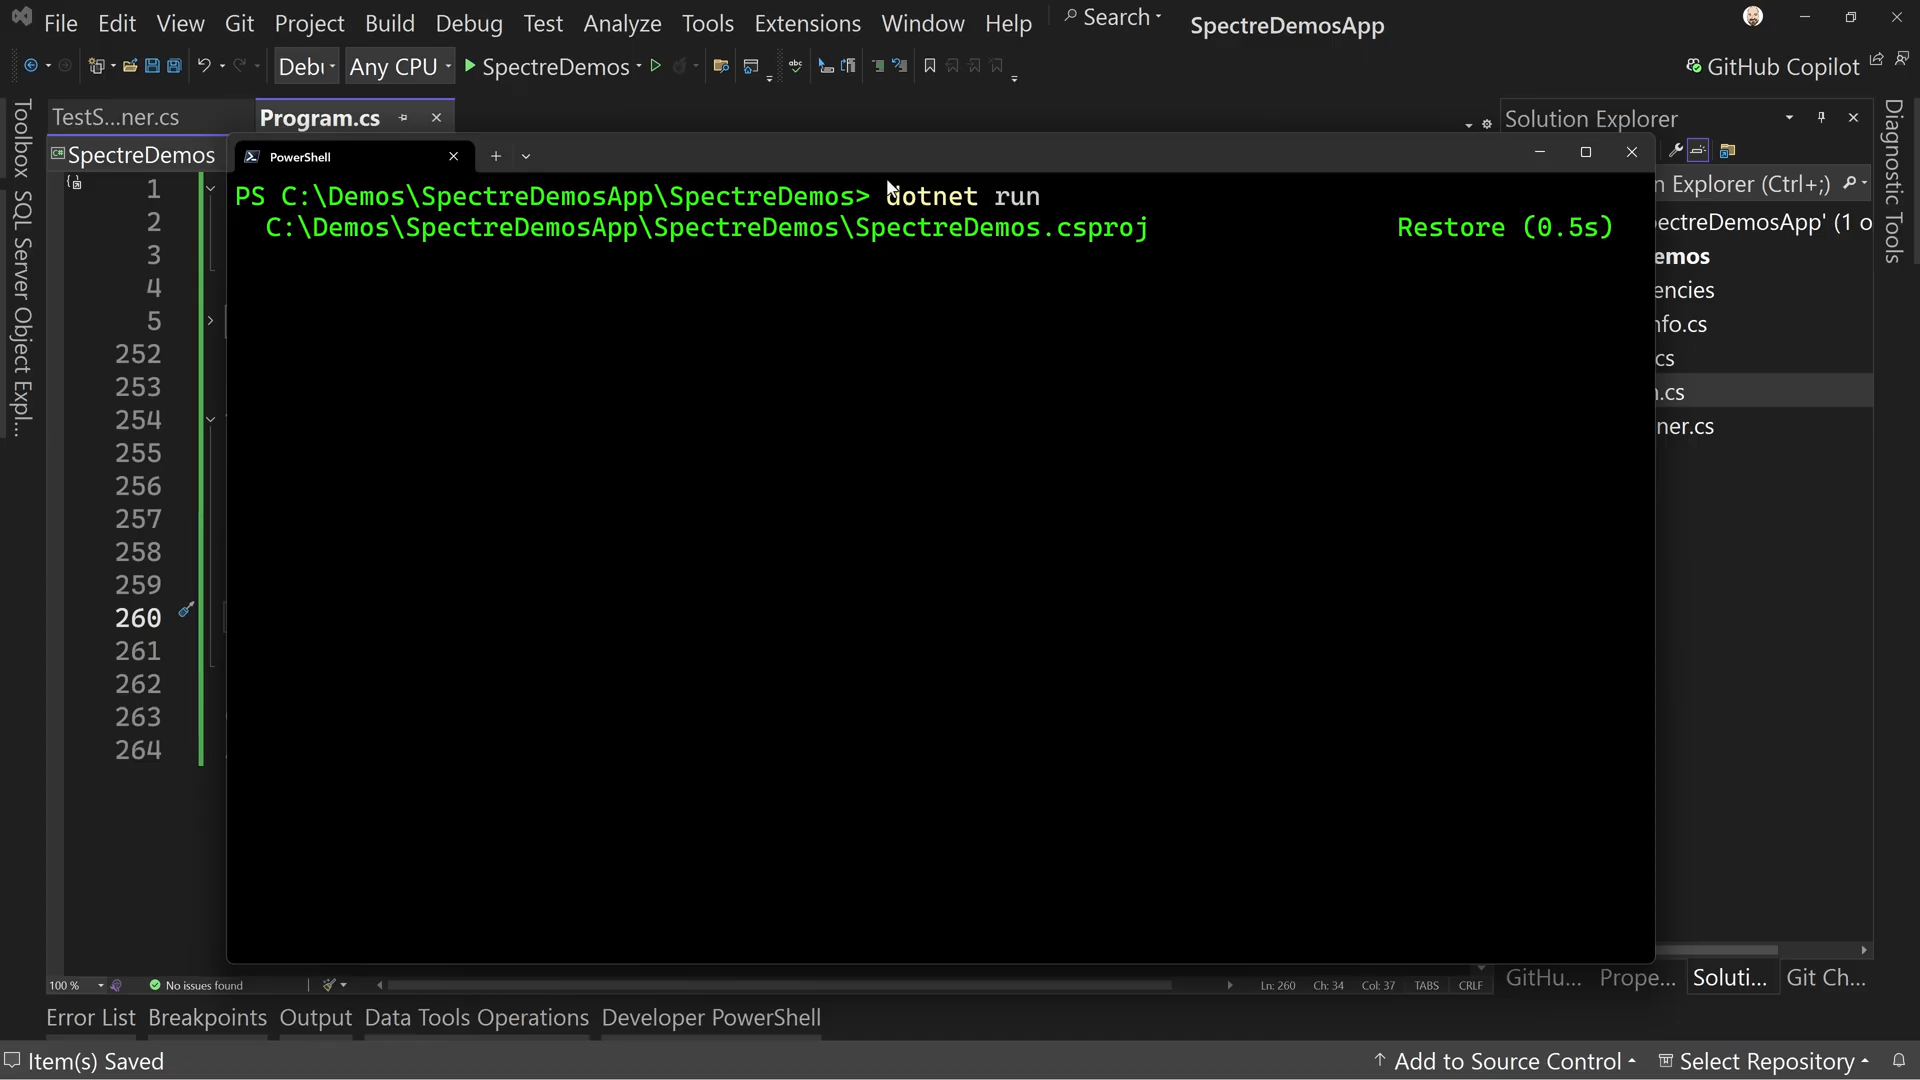 File Edit View Git Project Build Debug Test Analyze Tools Extensions Window Help Search SpectreDemosApp
Debu Any CPU SpectreDemos GitHub Copilot
TestS...ner.cs Program.cs Solution Explorer
SpectreDemos PowerShell
n Explorer (Ctrl+;)
PS C:\Demos\SpectreDemosApp\SpectreDemos> dotnet run
C:\Demos\SpectreDemosApp\SpectreDemos\SpectreDemos.csproj Restore (0.5s)
ectreDemosApp' (1 o
emos
encies
nfo.cs
cs
.cs
ner.cs
1
2
3
4
5
252
253
254
255
256
257
258
259
260
261
262
263
264
Toolbox
SQL Server Object Expl...
Diagnostic Tools
100 % No issues found Ln: 260 Ch: 34 Col: 37 TABS CRLF
GitHu... Prope... Soluti... Git Ch...
Error List Breakpoints Output Data Tools Operations Developer PowerShell
Item(s) Saved Add to Source Control Select Repository